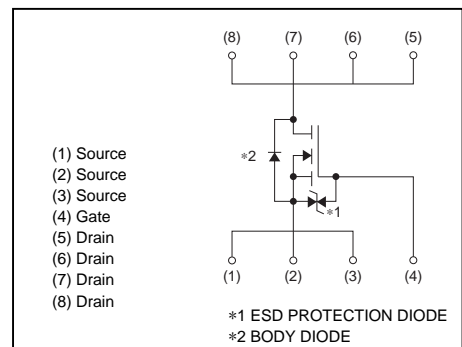 (8) (7) (6) (5)
(1) Source
(2) Source
(3) Source
(4) Gate
(5) Drain
(6) Drain
(7) Drain
(8) Drain
∗2
∗1
(1) (2) (3) (4)
∗1 ESD PROTECTION DIODE
∗2 BODY DIODE